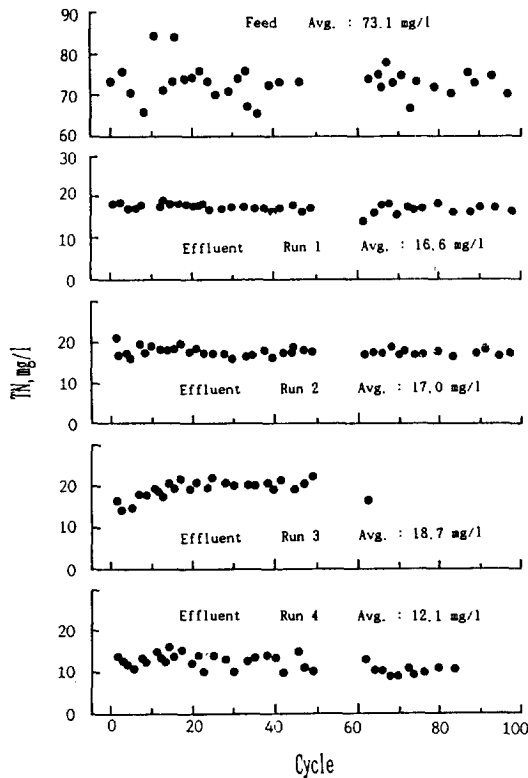 Feed Avg. : 73.1 mg/l
90
80
70
60
30
20
10
0
Effluent Run 1 Avg. : 16.6 mg/l
20
10
0
Effluent Run 2 Avg. : 17.0 mg/l
TN, mg/l
20
10
0
Effluent Run 3 Avg. : 18.7 mg/l
Effluent Run 4 Avg. : 12.1 mg/l
20
10
0
0 20 40 60 80 100
Cycle